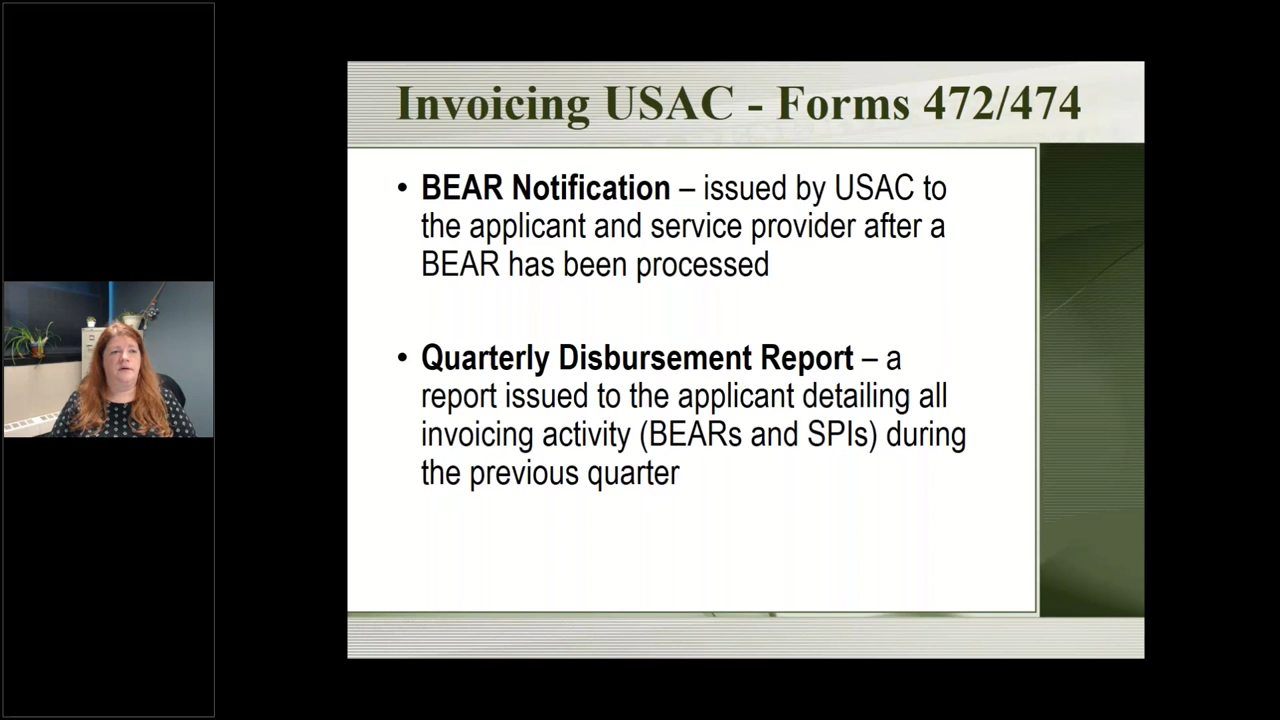 Invoicing USAC - Forms 472/474
• BEAR Notification – issued by USAC to
the applicant and service provider after a
BEAR has been processed
• Quarterly Disbursement Report – a
report issued to the applicant detailing all
invoicing activity (BEARs and SPIs) during
the previous quarter